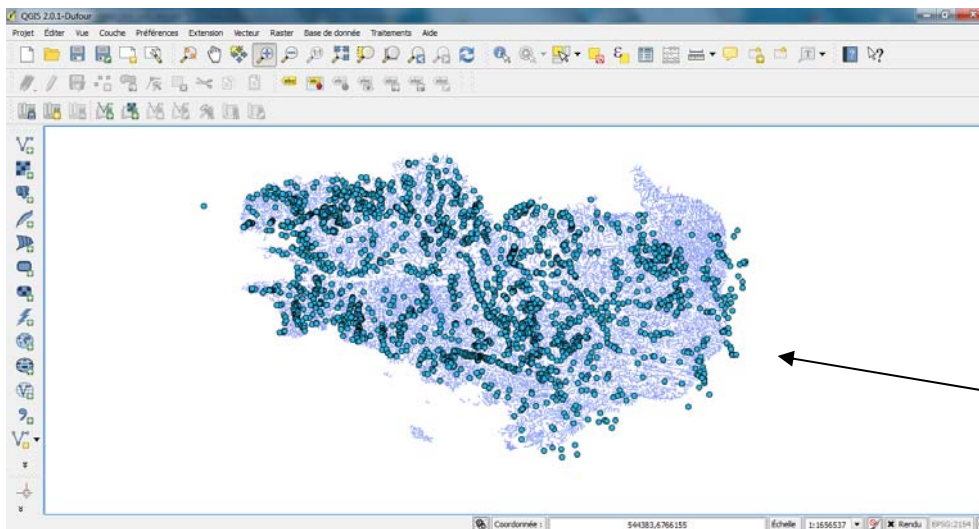 QGIS 2.0.1-Dufour
Projet Éditer Vue Couche Préférences Extension Vecteur Raster Base de donnée Traitements Aide
Coordonnée : 544383,6766155 Échelle 1:1656537 Rendu EPSG:2154